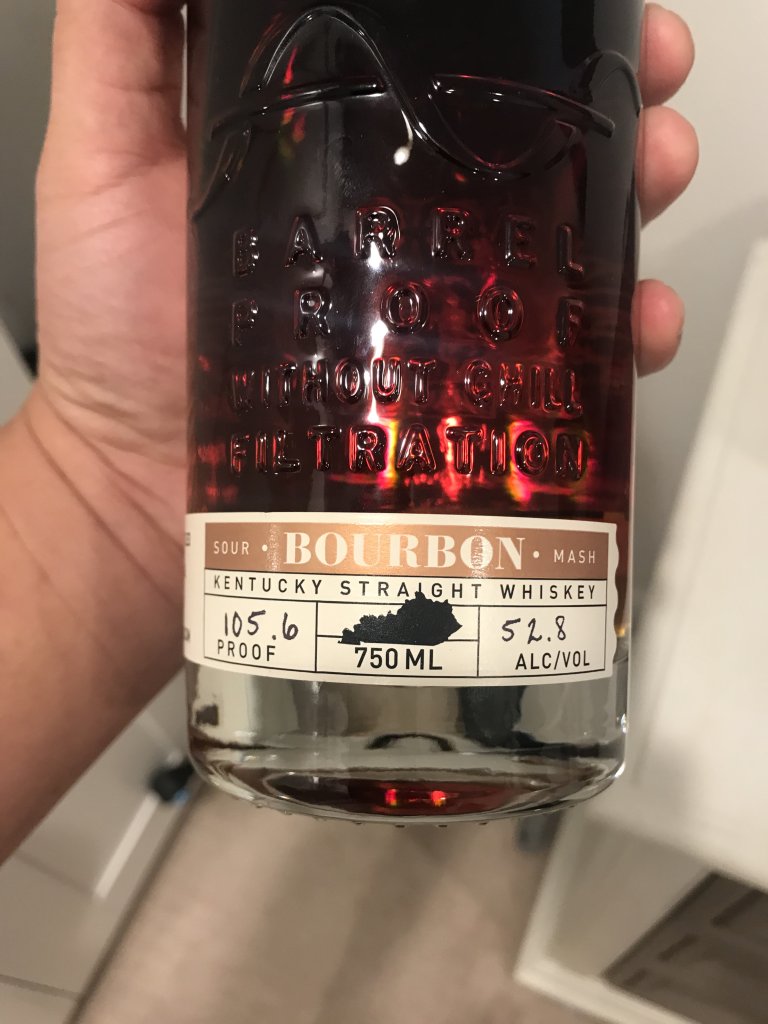 BARREL
PROOF
WITHOUT CHILL
FILTRATION
SOUR · BOURBON · MASH
KENTUCKY STRAIGHT WHISKEY
105.6 PROOF
750 ML
52.8 ALC/VOL